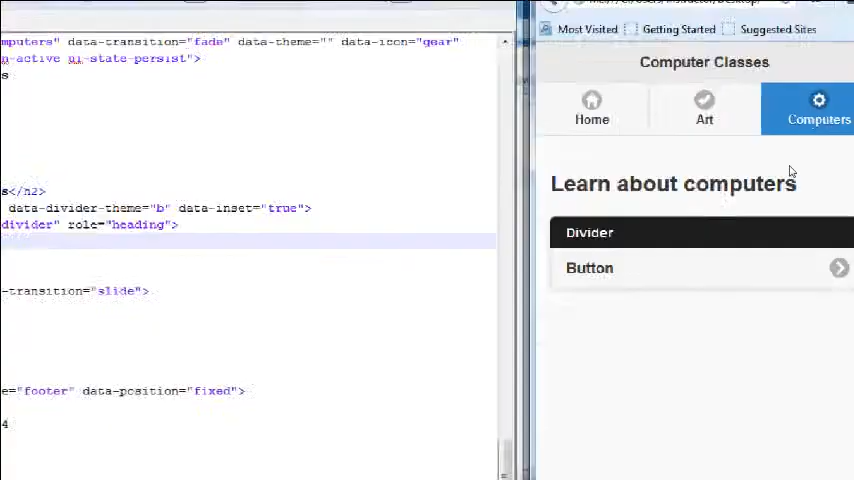 mputers" data-transition="fade" data-theme="" data-icon="gear"
n-active ui-state-persist">
s
s</h2>
data-divider-theme="b" data-inset="true">
divider" role="heading">
-transition="slide">
e="footer" data-position="fixed">
4
Most Visited Getting Started Suggested Sites
Computer Classes
Home Art Computers
Learn about computers
Divider
Button